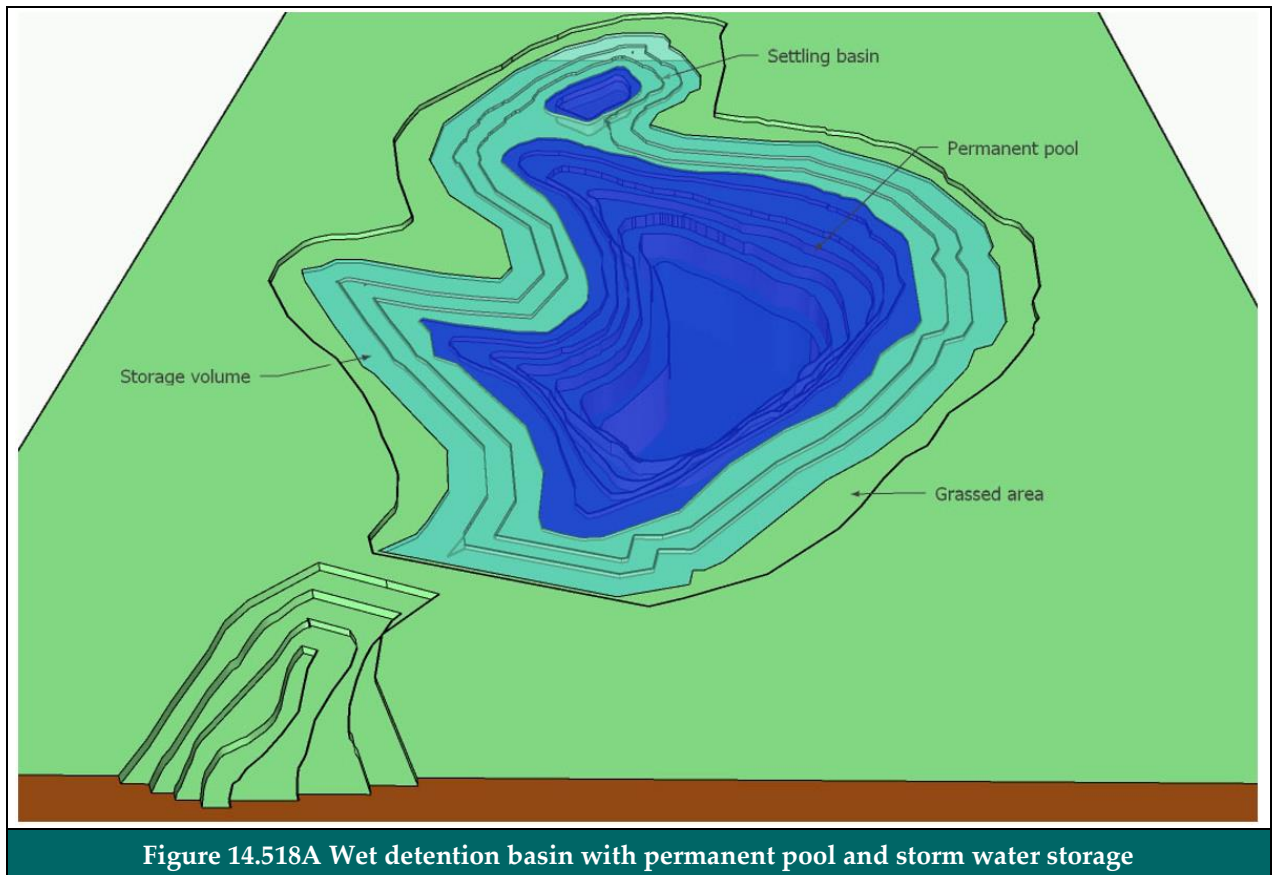 Settling basin
Permanent pool
Storage volume
Grassed area
Figure 14.518A Wet detention basin with permanent pool and storm water storage